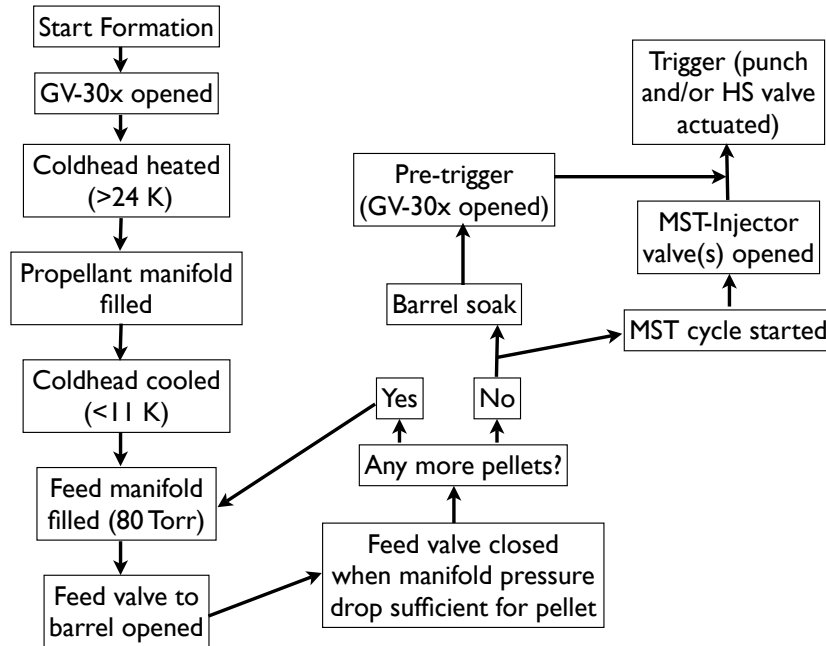 Start Formation
GV-30x opened
Coldhead heated
(>24 K)
Propellant manifold
filled
Coldhead cooled
(<11 K)
Feed manifold
filled (80 Torr)
Feed valve to
barrel opened
Feed valve closed
when manifold pressure
drop sufficient for pellet
Any more pellets?
Yes
No
Barrel soak
Pre-trigger
(GV-30x opened)
MST cycle started
MST-Injector
valve(s) opened
Trigger (punch
and/or HS valve
actuated)